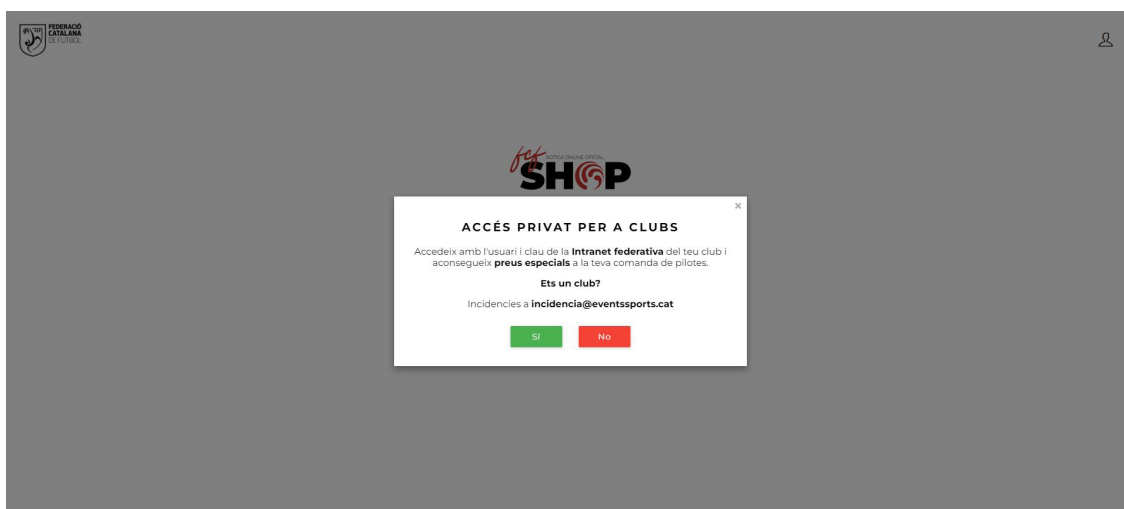 FEDERACIÓ
CATALANA
DE FUTBOL
fcf
BOTIGA ONLINE OFICIAL
SHOP
ACCÉS PRIVAT PER A CLUBS
Accedeix amb l'usuari i clau de la Intranet federativa del teu club i
aconsegueix preus especials a la teva comanda de pilotes.
Ets un club?
Incidencies a incidencia@eventssports.cat
Sí
No